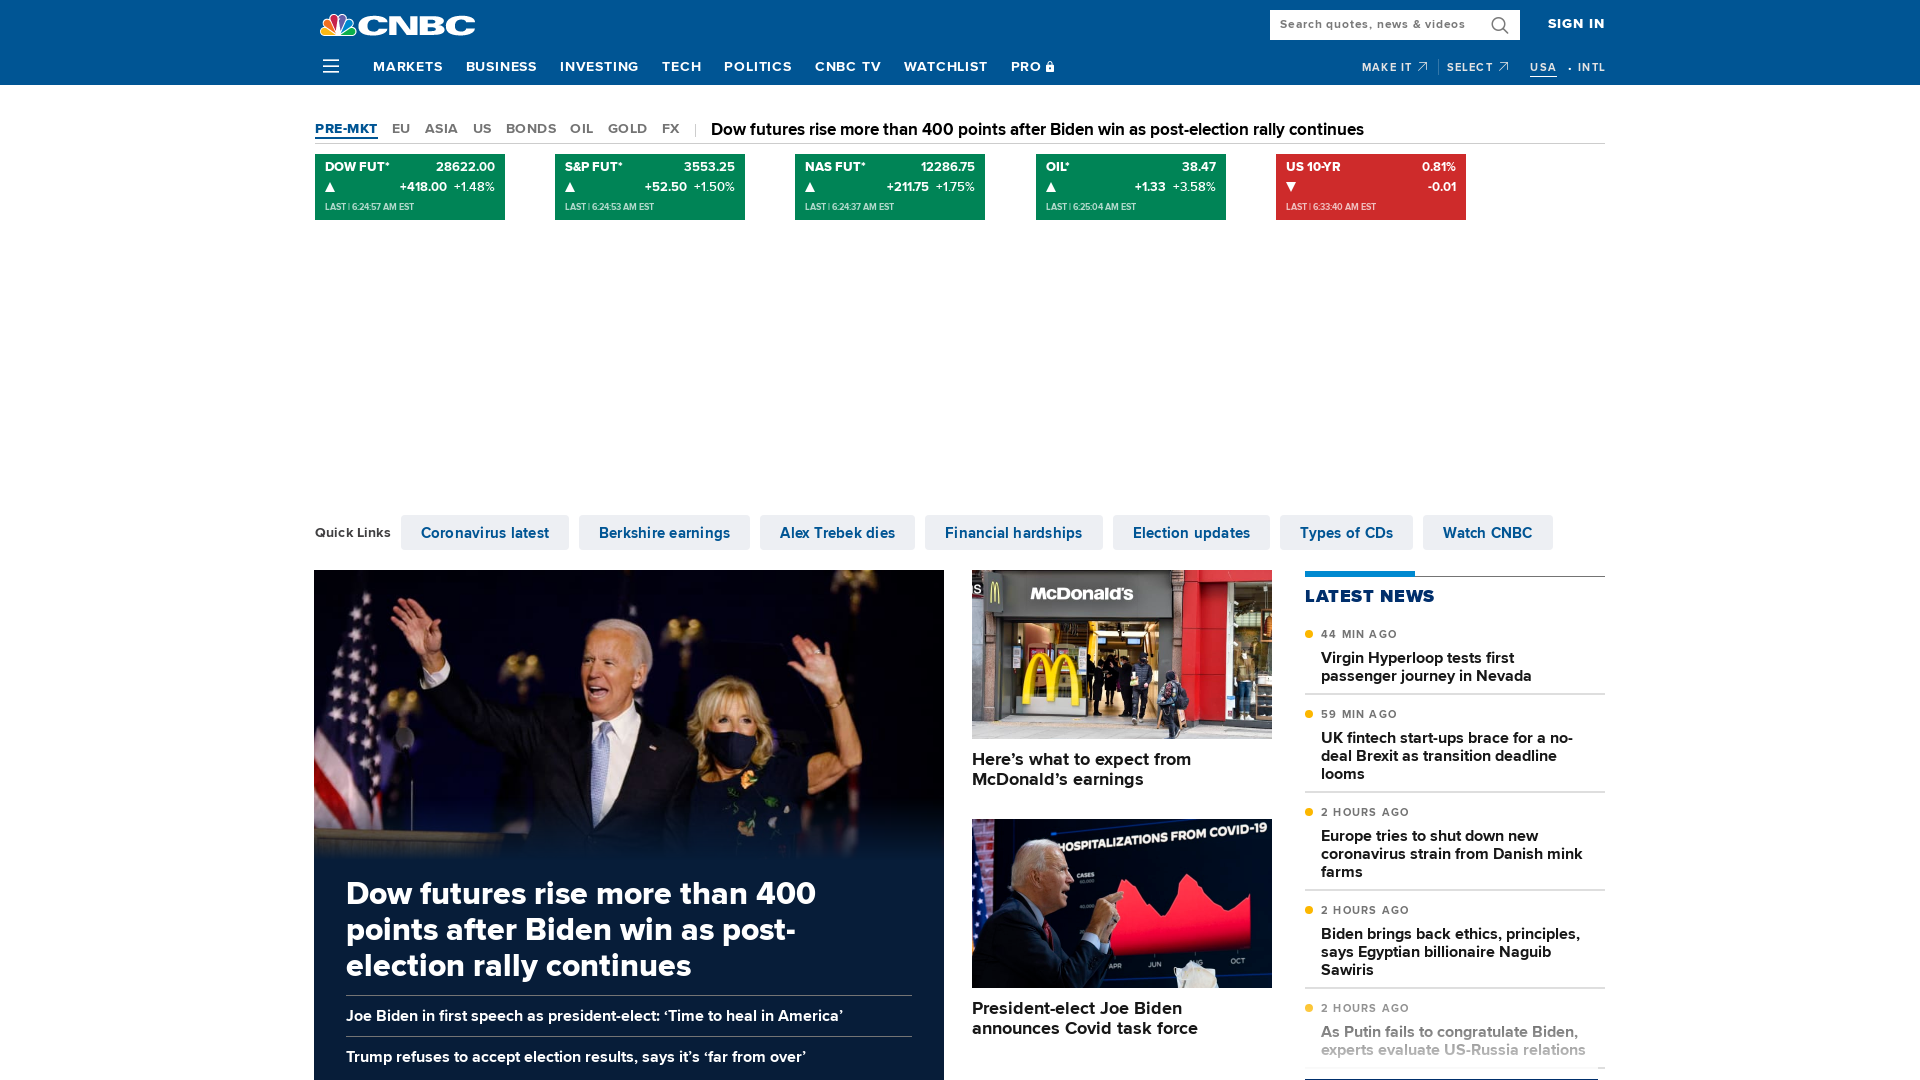 CNBC
Search quotes, news & videos
SIGN IN
MARKETS BUSINESS INVESTING TECH POLITICS CNBC TV WATCHLIST PRO
MAKE IT SELECT USA • INTL
PRE-MKT EU ASIA US BONDS OIL GOLD FX
Dow futures rise more than 400 points after Biden win as post-election rally continues
DOW FUT* 28622.00
+418.00 +1.48%
LAST | 6:24:57 AM EST
S&P FUT* 3553.25
+52.50 +1.50%
LAST | 6:24:53 AM EST
NAS FUT* 12286.75
+211.75 +1.75%
LAST | 6:24:37 AM EST
OIL* 38.47
+1.33 +3.58%
LAST | 6:25:04 AM EST
US 10-YR 0.81%
-0.01
LAST | 6:33:40 AM EST
Quick Links
Coronavirus latest
Berkshire earnings
Alex Trebek dies
Financial hardships
Election updates
Types of CDs
Watch CNBC
Dow futures rise more than 400
points after Biden win as post-
election rally continues
Joe Biden in first speech as president-elect: ‘Time to heal in America’
Trump refuses to accept election results, says it’s ‘far from over’
McDonald's
Here’s what to expect from
McDonald’s earnings
HOSPITALIZATIONS FROM COVID-19
CASES
APR JUN OCT
President-elect Joe Biden
announces Covid task force
LATEST NEWS
44 MIN AGO
Virgin Hyperloop tests first
passenger journey in Nevada
59 MIN AGO
UK fintech start-ups brace for a no-
deal Brexit as transition deadline
looms
2 HOURS AGO
Europe tries to shut down new
coronavirus strain from Danish mink
farms
2 HOURS AGO
Biden brings back ethics, principles,
says Egyptian billionaire Naguib
Sawiris
2 HOURS AGO
As Putin fails to congratulate Biden,
experts evaluate US-Russia relations